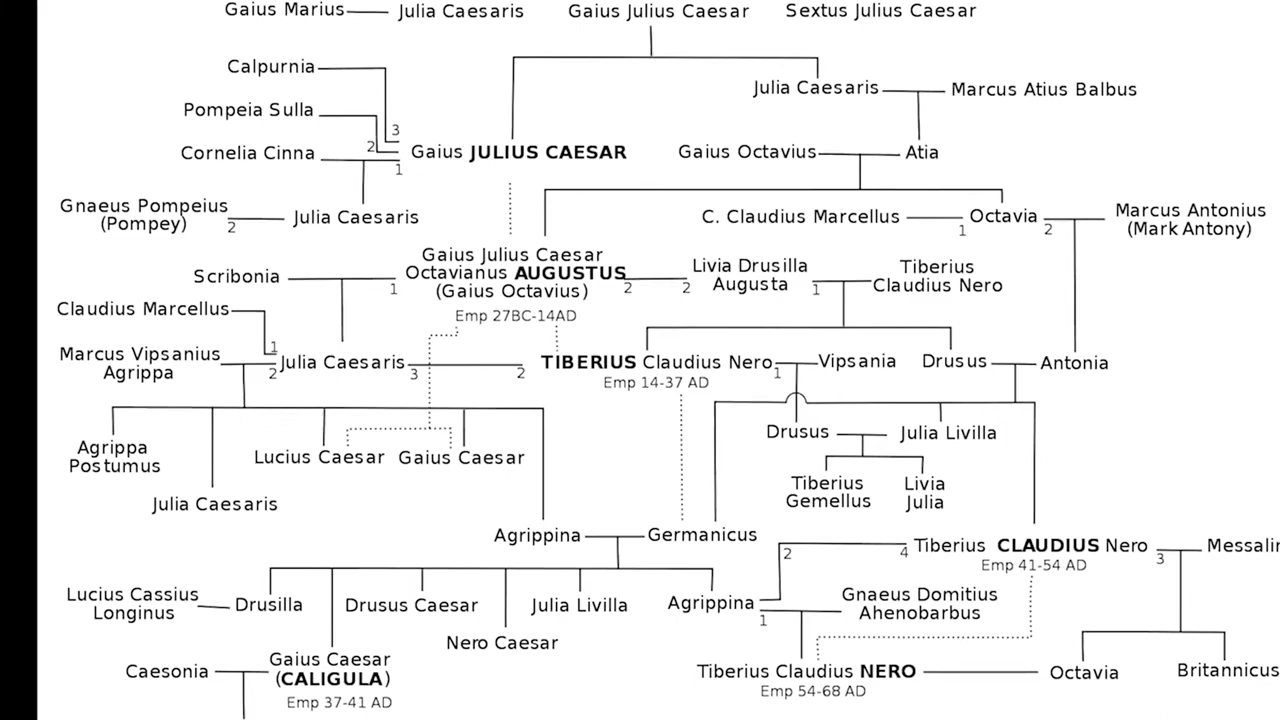 Gaius Marius Julia Caesaris Gaius Julius Caesar Sextus Julius Caesar
Calpurnia
Julia Caesaris Marcus Atius Balbus
Pompeia Sulla
3
2
Cornelia Cinna Gaius JULIUS CAESAR Gaius Octavius Atia
1
Gnaeus Pompeius
(Pompey)
2
Julia Caesaris
C. Claudius Marcellus
1
Octavia
2
Marcus Antonius
(Mark Antony)
Scribonia
1
Gaius Julius Caesar
Octavianus AUGUSTUS
(Gaius Octavius)
Emp 27BC-14AD
2
2
Livia Drusilla
Augusta
1
Tiberius
Claudius Nero
Claudius Marcellus
1
Marcus Vipsanius
Agrippa
2
Julia Caesaris
3
2
TIBERIUS Claudius Nero
Emp 14-37 AD
1
Vipsania
Drusus
Antonia
Agrippa
Postumus
Julia Caesaris
Lucius Caesar
Gaius Caesar
Drusus
Julia Livilla
Tiberius
Gemellus
Livia
Julia
Agrippina
Germanicus
2
4
Tiberius CLAUDIUS Nero
Emp 41-54 AD
3
Messalin
Lucius Cassius
Longinus
Drusilla
Drusus Caesar
Nero Caesar
Julia Livilla
Agrippina
1
Gnaeus Domitius
Ahenobarbus
Caesonia
Gaius Caesar
(CALIGULA)
Emp 37-41 AD
Tiberius Claudius NERO
Emp 54-68 AD
Octavia
Britannicus